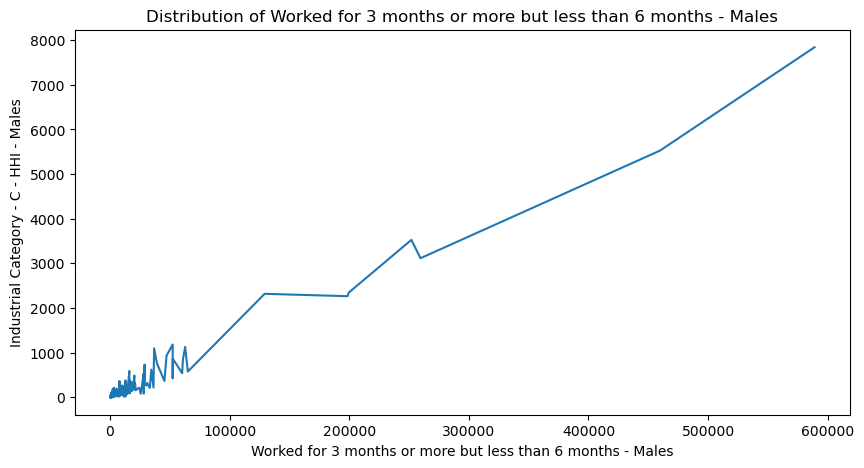 Distribution of Worked for 3 months or more but less than 6 months - Males
8000
7000
6000
5000
4000
3000
2000
1000
0
Industrial Category - C - HHI - Males
0 100000 200000 300000 400000 500000 600000
Worked for 3 months or more but less than 6 months - Males